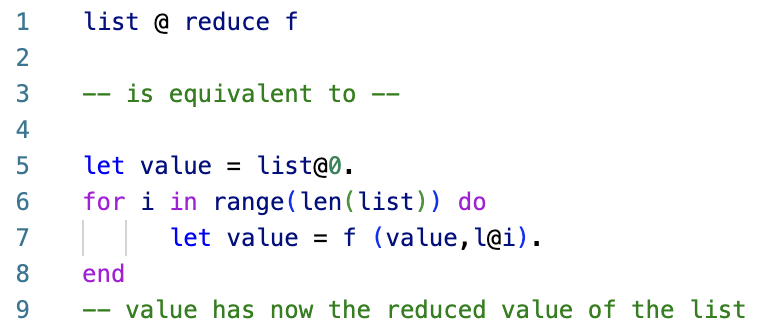 1 list @ reduce f
2
3 -- is equivalent to --
4
5 let value = list@0.
6 for i in range(len(list)) do
7 let value = f (value,l@i).
8 end
9 -- value has now the reduced value of the list